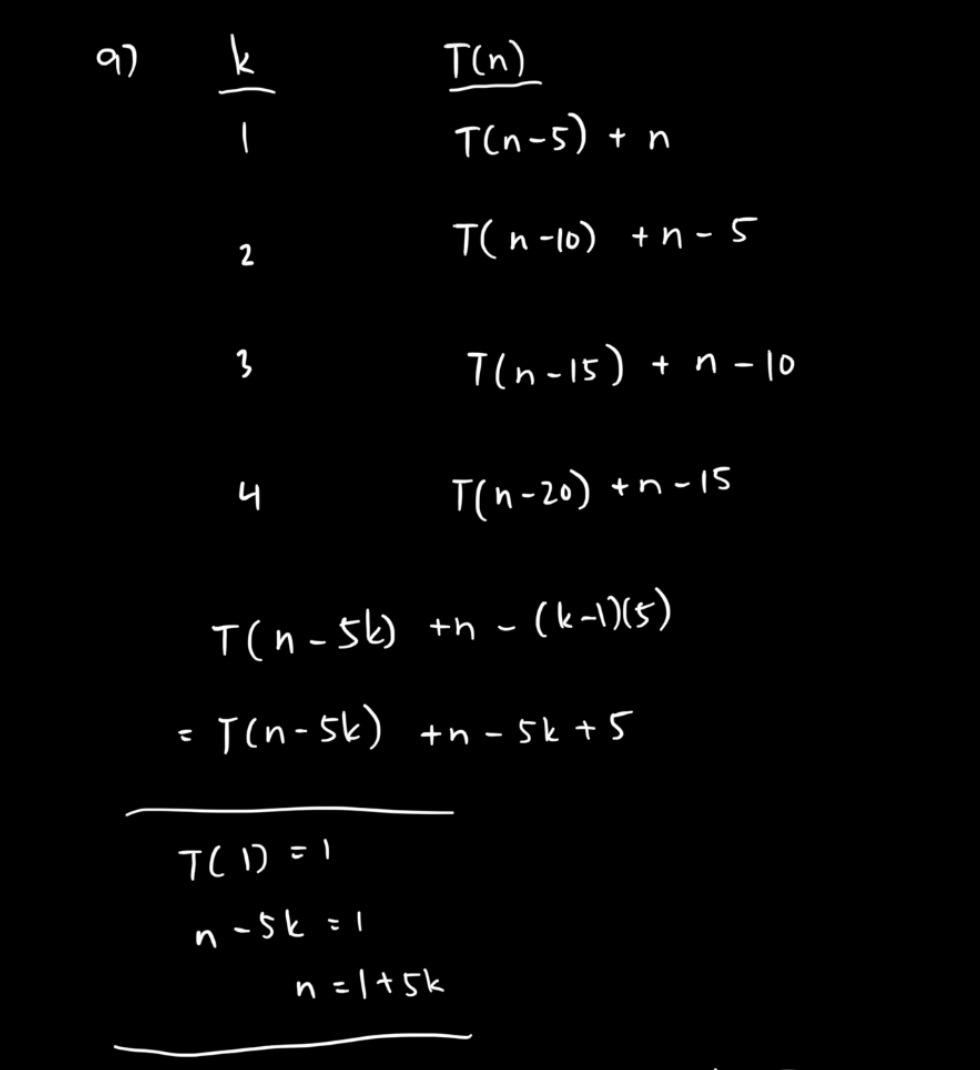 a) k T(n)
1 T(n-5) + n
2 T(n-10) + n - 5
3 T(n-15) + n - 10
4 T(n-20) + n - 15
T(n - 5k) + n - (k-1)(5)
= T(n - 5k) + n - 5k + 5
T(1) = 1
n - 5k = 1
n = 1 + 5k